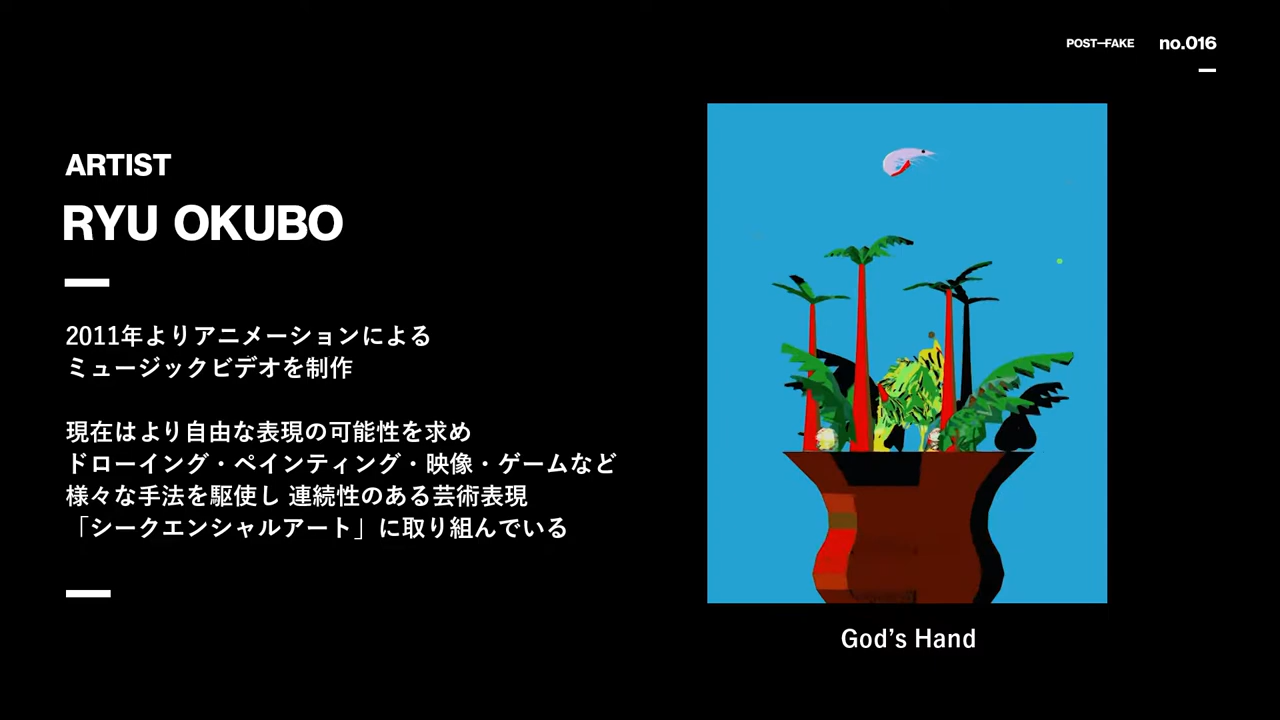 POST—FAKE no.016
ARTIST
RYU OKUBO
2011年よりアニメーションによる
ミュージックビデオを制作
現在はより自由な表現の可能性を求め
ドローイング・ペインティング・映像・ゲームなど
様々な手法を駆使し 連続性のある芸術表現
「シークエンシャルアート」に取り組んでいる
God’s Hand